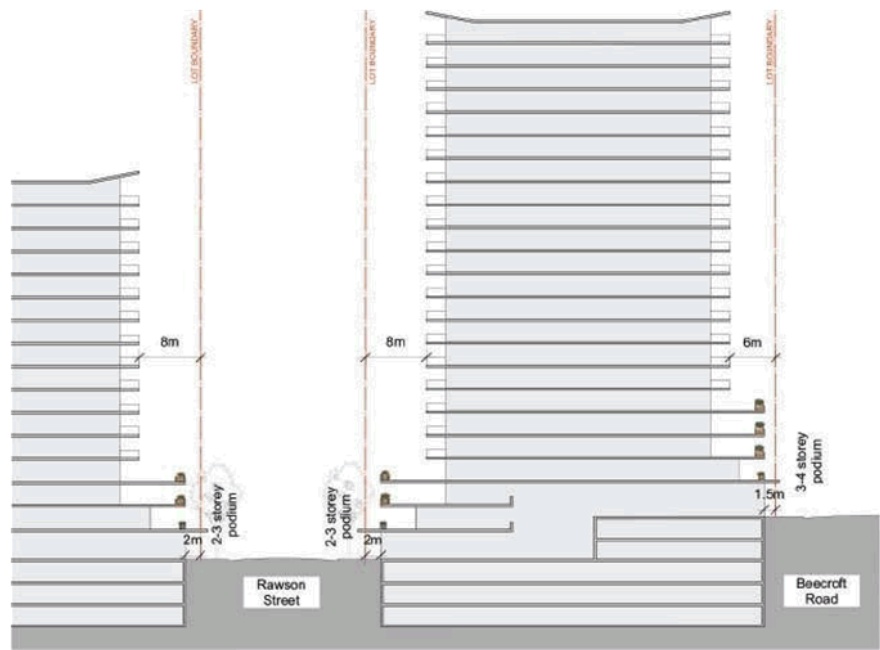 LOT BOUNDARY
LOT BOUNDARY
LOT BOUNDARY
8m
8m
6m
2-3 storey
podium
2m
2-3 storey
podium
2m
3-4 storey
podium
1.5m
Rawson
Street
Beecroft
Road